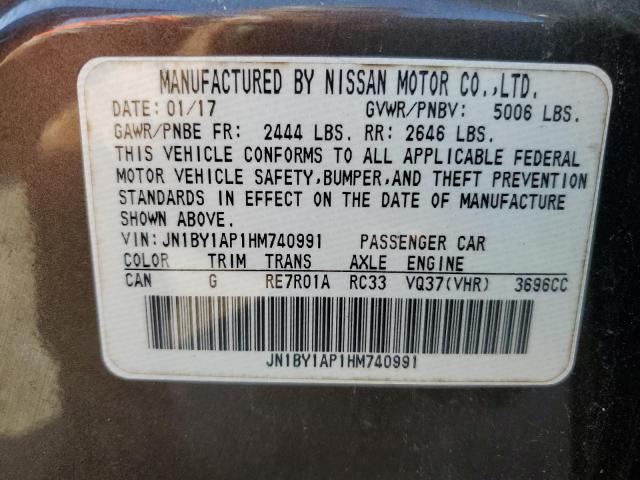 MANUFACTURED BY NISSAN MOTOR CO.,LTD.
DATE: 01/17 GVWR/PNBV: 5006 LBS.
GAWR/PNBE FR: 2444 LBS. RR: 2646 LBS.
THIS VEHICLE CONFORMS TO ALL APPLICABLE FEDERAL
MOTOR VEHICLE SAFETY,BUMPER,AND THEFT PREVENTION
STANDARDS IN EFFECT ON THE DATE OF MANUFACTURE
SHOWN ABOVE.
VIN:JN1BY1AP1HM740991 PASSENGER CAR
COLOR TRIM TRANS AXLE ENGINE
CAN G RE7R01A RC33 VQ37(VHR) 3696CC
JN1BY1AP1HM740991